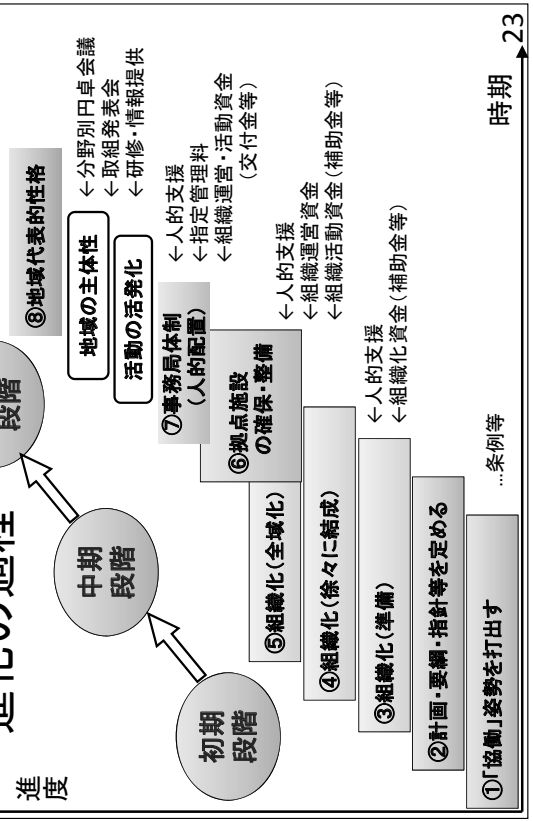 進化の過程
進度
段階
中期
段階
初期
段階
⑧地域代表的性格
地域の主体性
活動の活発化
←分野別円卓会議
←取組発表会
←研修・情報提供
⑦事務局体制
(人的配置)
←人的支援
←指定管理料
←組織運営・活動資金
(交付金等)
⑥拠点施設
の確保・整備
⑤組織化(全域化)
←人的支援
←組織運営資金
←組織活動資金(補助金等)
④組織化(徐々に結成)
③組織化(準備)
←人的支援
←組織化資金(補助金等)
②計画・要綱・指針等を定める
…条例等
①「協働」姿勢を打出す
時期
23